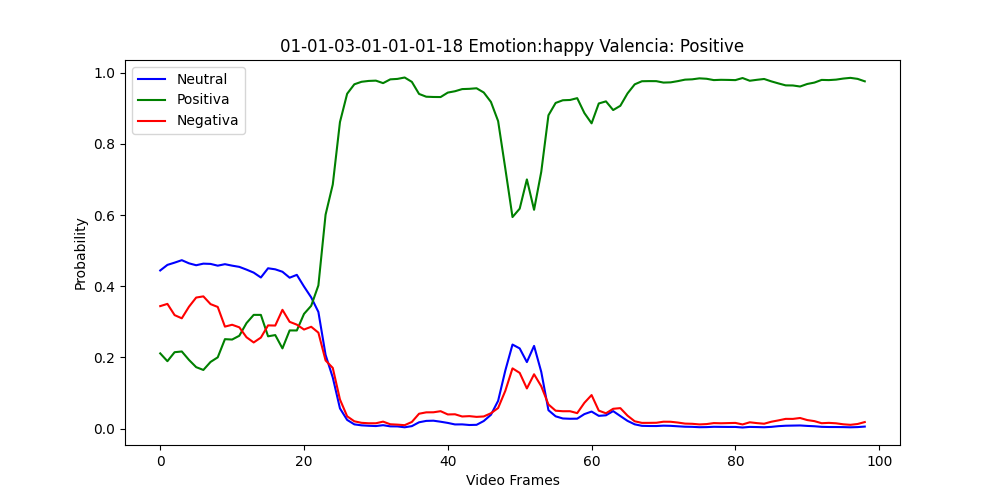 01-01-03-01-01-01-18 Emotion:happy Valencia: Positive
Neutral
Positiva
Negativa
Probability
1.0
0.8
0.6
0.4
0.2
0.0
0 20 40 60 80 100
Video Frames